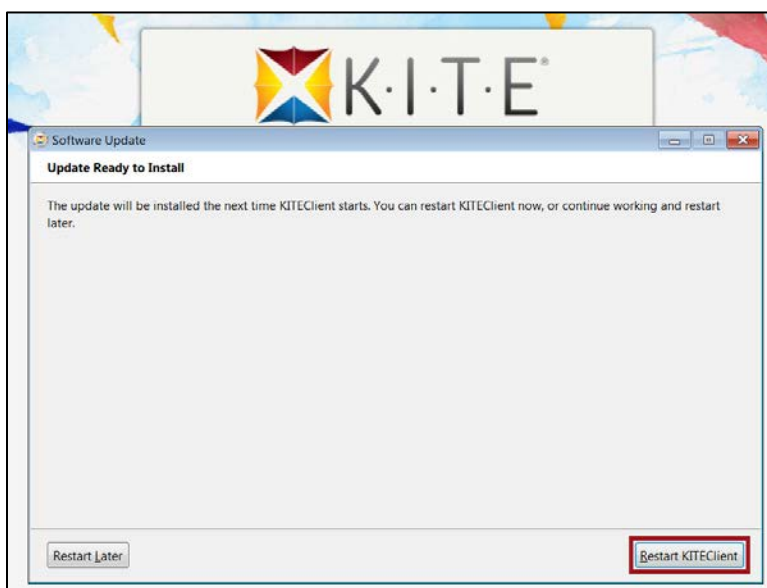 K·I·T·E®
Software Update
Update Ready to Install
The update will be installed the next time KITEClient starts. You can restart KITEClient now, or continue working and restart
later.
Restart Later
Restart KITEClient